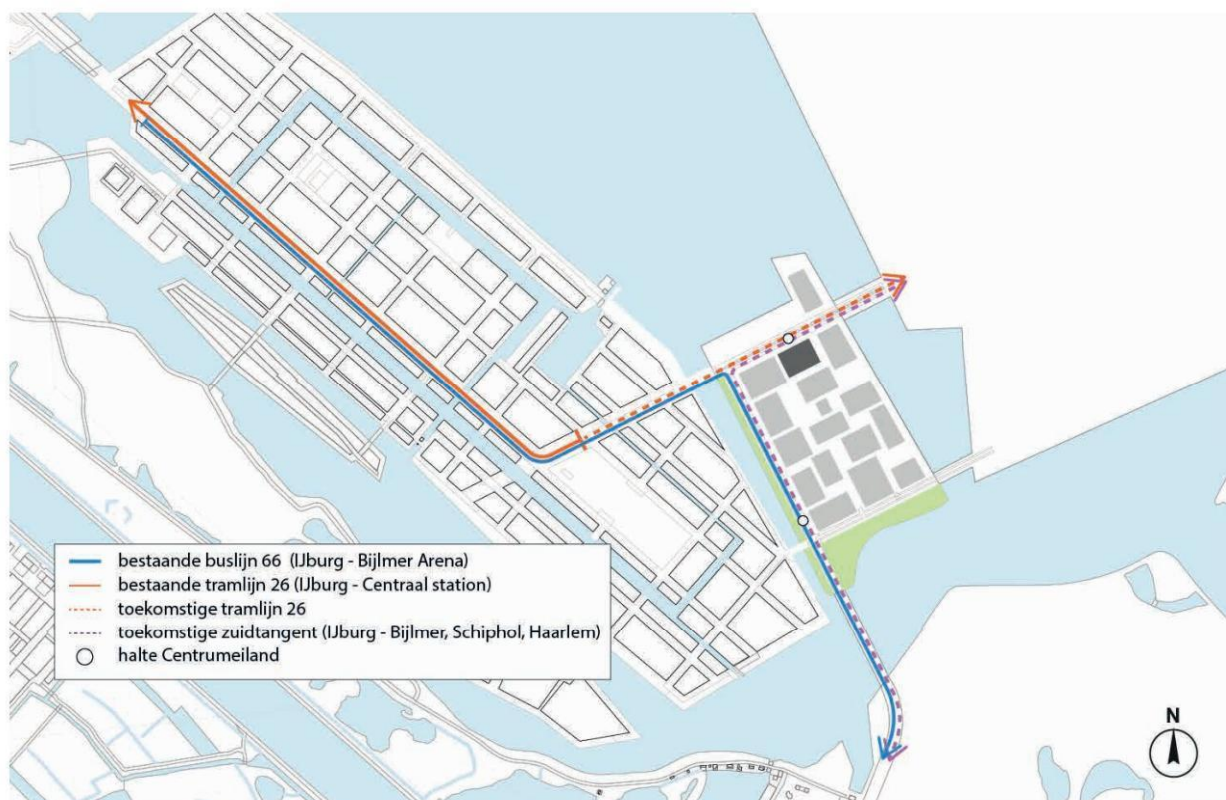 bestaande buslijn 66 (IJburg - Bijlmer Arena)
bestaande tramlijn 26 (IJburg - Centraal station)
toekomstige tramlijn 26
toekomstige zuidtangent (IJburg - Bijlmer, Schiphol, Haarlem)
halte Centrumeiland
N